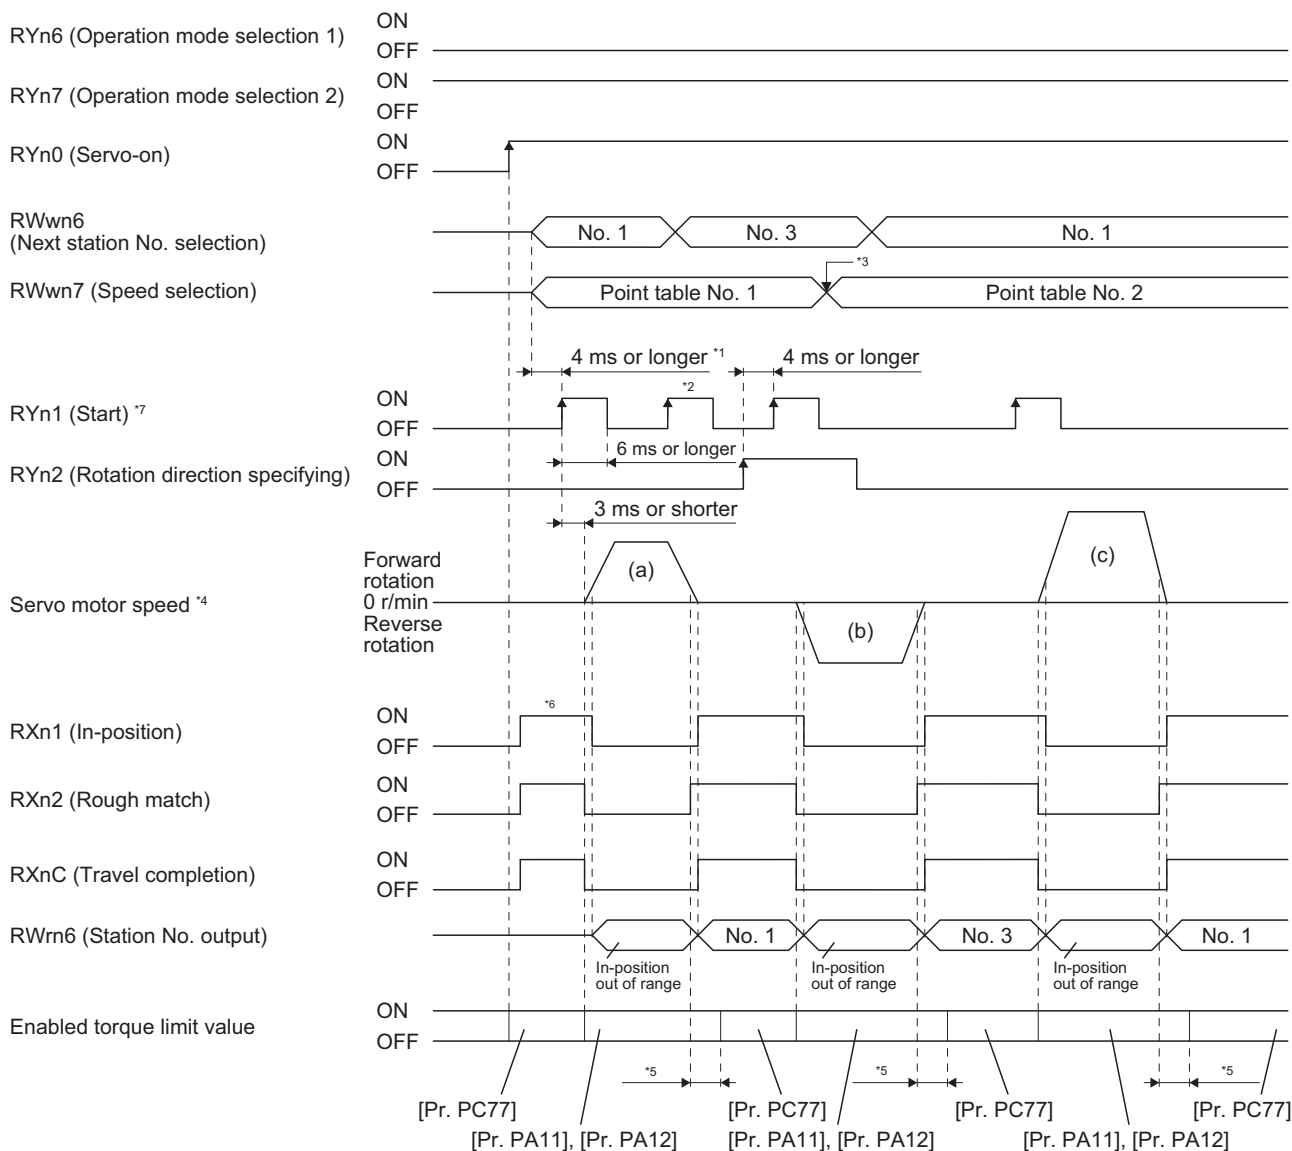 RYn6 (Operation mode selection 1)
ON
OFF
RYn7 (Operation mode selection 2)
ON
OFF
RYn0 (Servo-on)
ON
OFF
RWwn6
(Next station No. selection)
No. 1
No. 3
No. 1
*3
RWwn7 (Speed selection)
Point table No. 1
Point table No. 2
4 ms or longer *1
4 ms or longer
RYn1 (Start) *7
ON
OFF
*2
6 ms or longer
RYn2 (Rotation direction specifying)
ON
OFF
3 ms or shorter
Servo motor speed *4
Forward
rotation
0 r/min
Reverse
rotation
(a)
(b)
(c)
RXn1 (In-position)
ON
OFF
*6
RXn2 (Rough match)
ON
OFF
RXnC (Travel completion)
ON
OFF
RWrn6 (Station No. output)
No. 1
No. 3
No. 1
In-position
out of range
In-position
out of range
In-position
out of range
Enabled torque limit value
ON
OFF
*5
*5
*5
[Pr. PC77]
[Pr. PC77]
[Pr. PC77]
[Pr. PC77]
[Pr. PA11], [Pr. PA12]
[Pr. PA11], [Pr. PA12]
[Pr. PA11], [Pr. PA12]